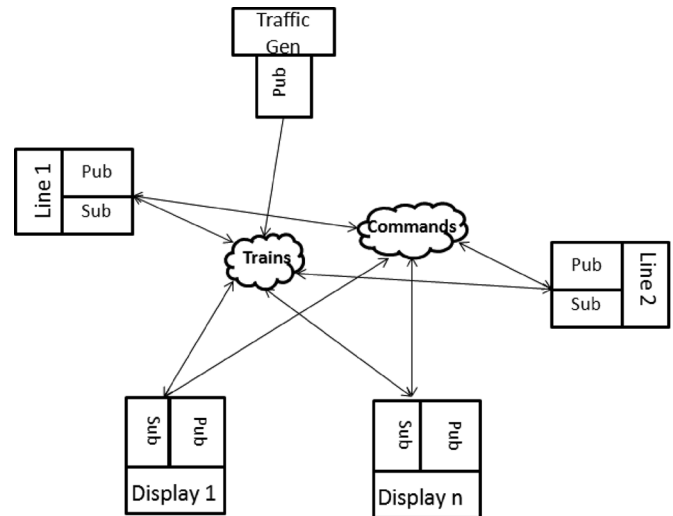 Traffic
Gen
Pub
Line 1
Pub
Sub
Commands
Trains
Pub
Sub
Line 2
Sub
Pub
Display 1
Sub
Pub
Display n